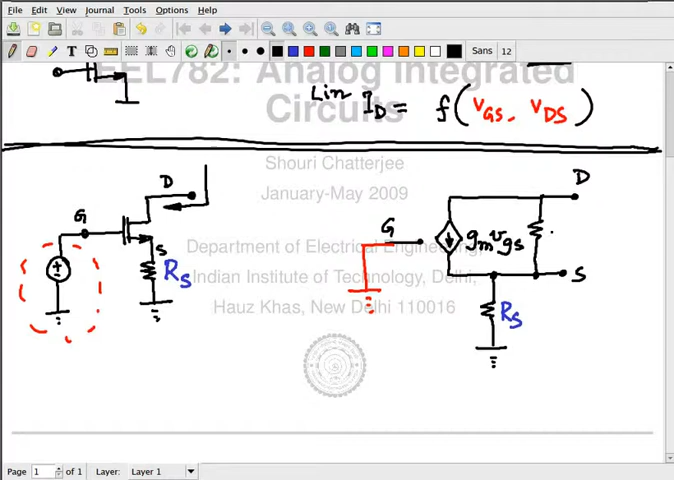 File Edit View Journal Tools Options Help
Sans 12
EEL782: Analog Integrated
Circuits
Lin I_D = f(V_GS, V_DS)
Shouri Chatterjee
January-May 2009
Department of Electrical Engineering,
Indian Institute of Technology, Delhi,
Hauz Khas, New Delhi 110016
D
G
S
R_S
D
G
g_m v_gs
S
R_S
Page 1 of 1 Layer: Layer 1